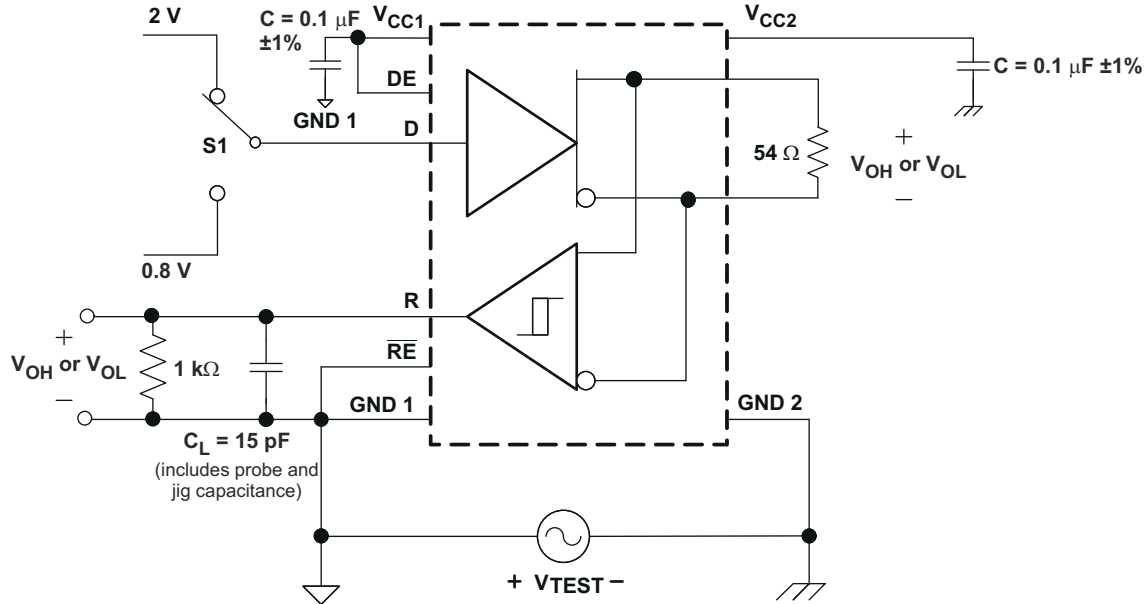 2 V
C = 0.1 μF
±1%
VCC1
VCC2
C = 0.1 μF ±1%
DE
GND 1
D
S1
54 Ω
+
VOH or VOL
−
0.8 V
R
+
VOH or VOL
−
1 kΩ
RE
GND 1
GND 2
CL = 15 pF
(includes probe and
jig capacitance)
+ VTEST −